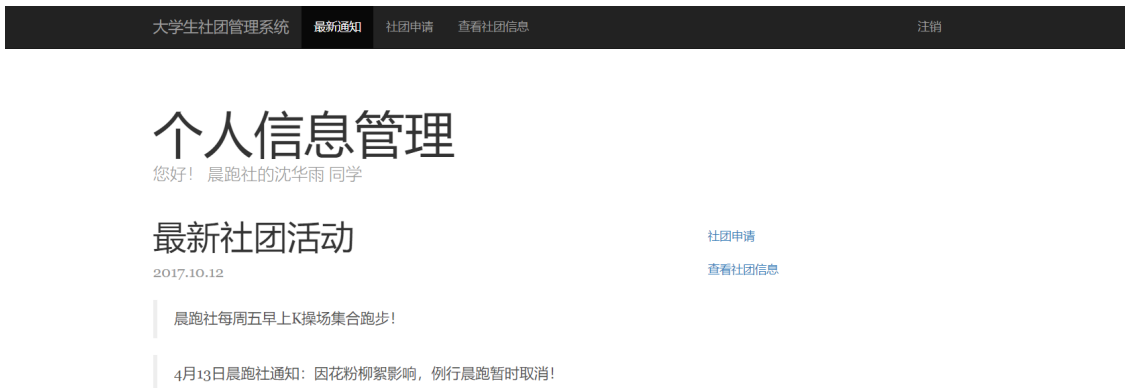 大学生社团管理系统 最新通知 社团申请 查看社团信息 注销
个人信息管理
您好！ 晨跑社的沈华雨 同学
最新社团活动
2017.10.12
晨跑社每周五早上K操场集合跑步！
4月13日晨跑社通知：因花粉柳絮影响，例行晨跑暂时取消！
社团申请
查看社团信息